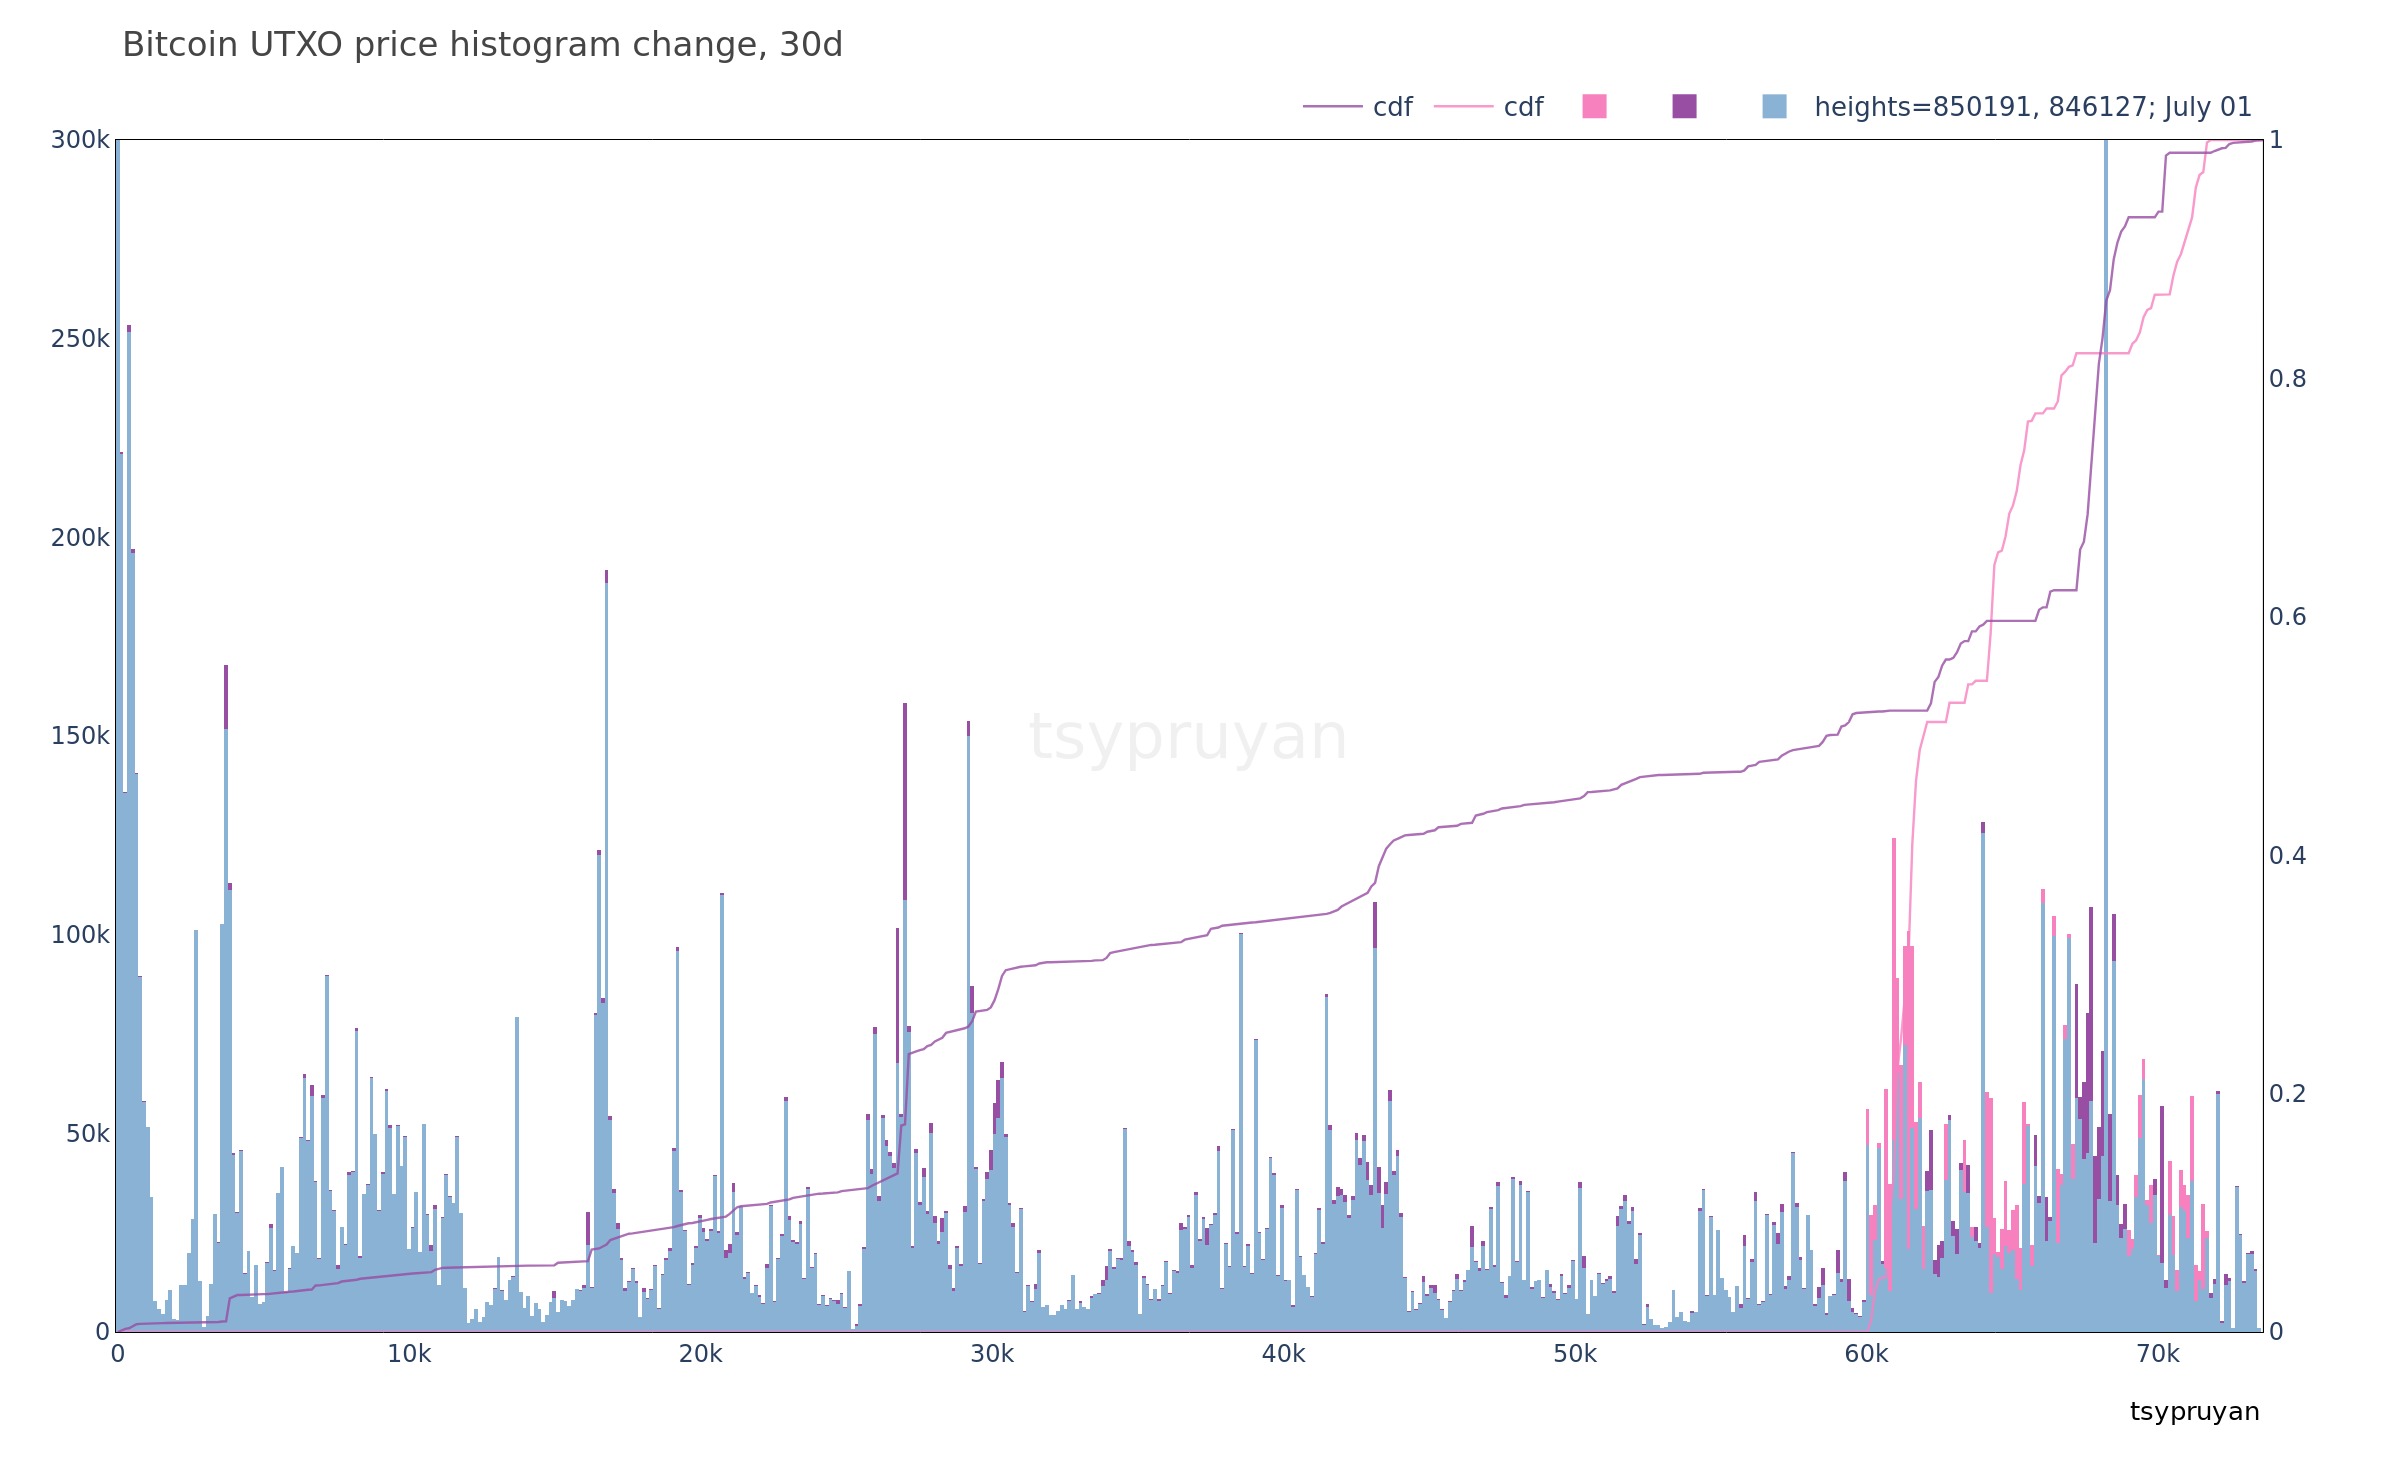 Bitcoin UTXO price histogram change, 30d
cdf cdf heights=850191, 846127; July 01
300k 1
250k
0.8
200k
0.6
150k
tsypruyan
0.4
100k
0.2
50k
0 0
0 10k 20k 30k 40k 50k 60k 70k
tsypruyan